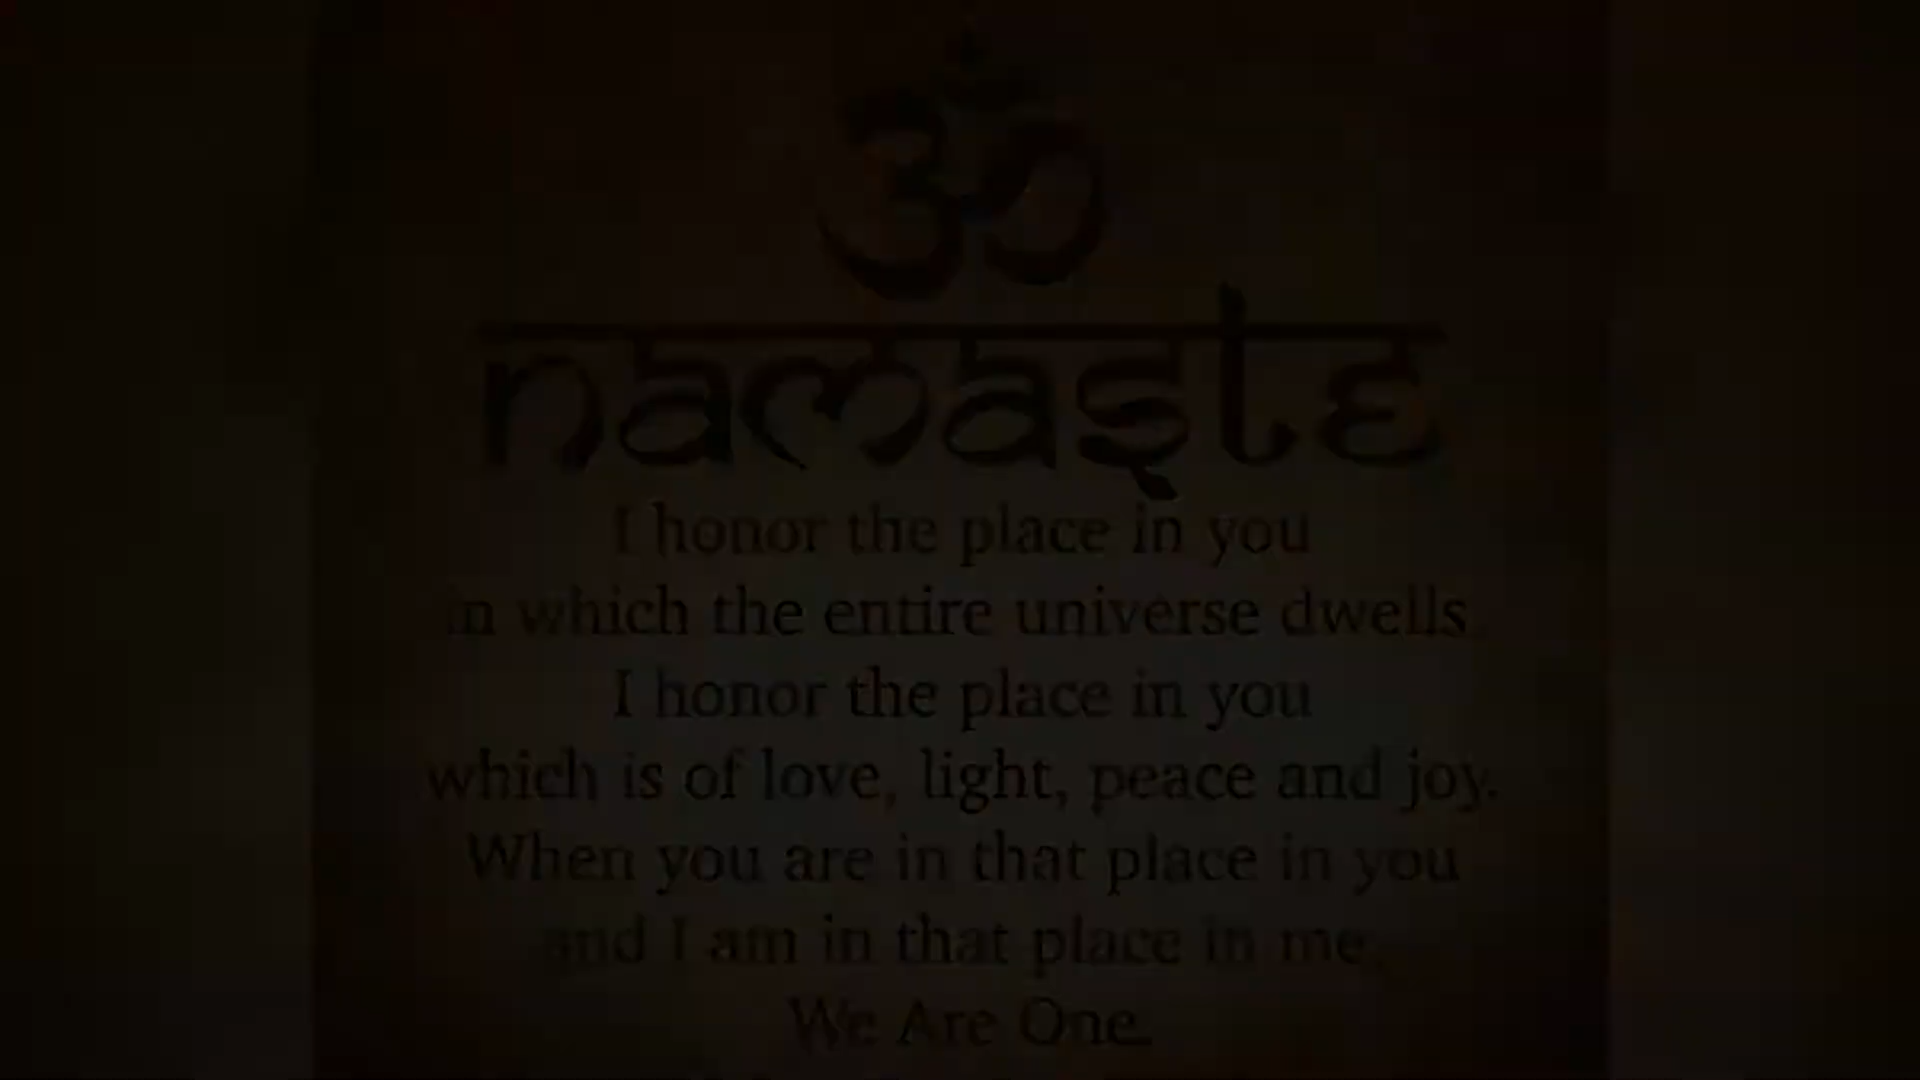 ॐ
namaste
I honor the place in you
in which the entire universe dwells
I honor the place in you
which is of love, light, peace and joy.
When you are in that place in you
and I am in that place in me,
We Are One.